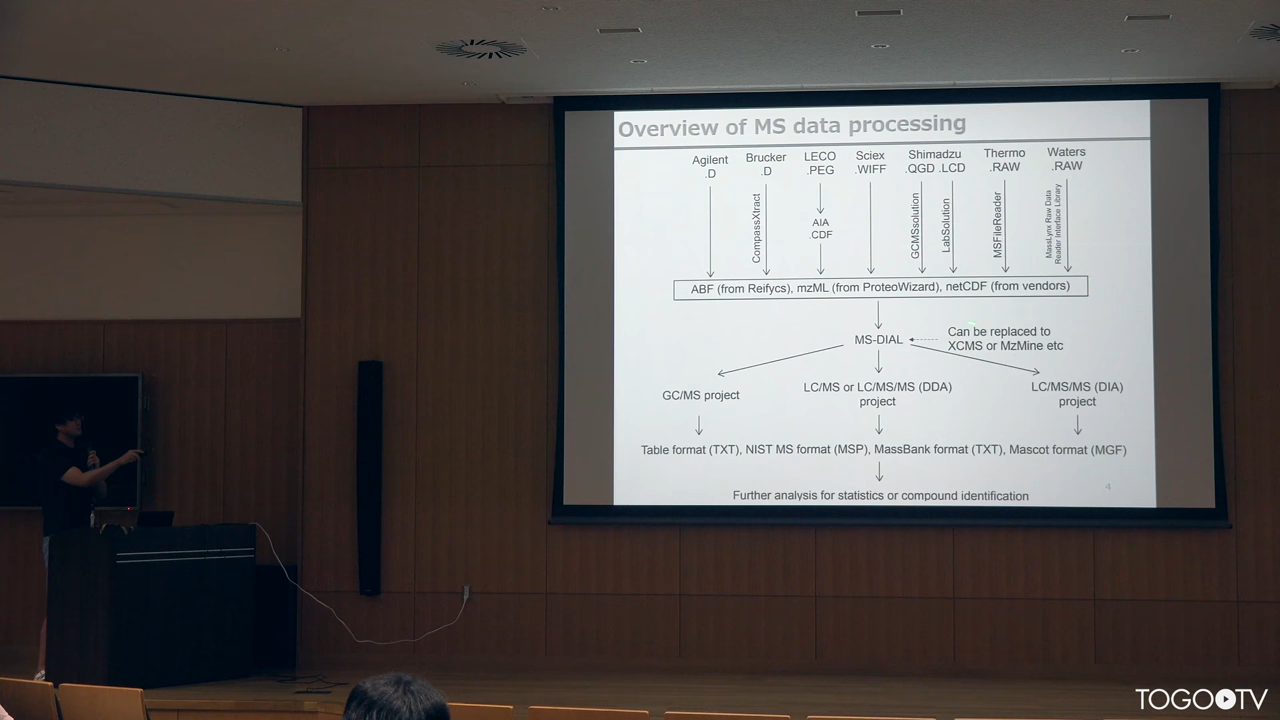 Overview of MS data processing
Agilent
.D
Brucker
.D
LECO
.PEG
Sciex
.WIFF
Shimadzu
.QGD .LCD
Thermo
.RAW
Waters
.RAW
CompassXtract
AIA
.CDF
GCMSsolution
LabSolution
MSFileReader
MassLynx Raw Data
Reader Interface Library
ABF (from Reifycs), mzML (from ProteoWizard), netCDF (from vendors)
MS-DIAL
Can be replaced to
XCMS or MzMine etc
GC/MS project
LC/MS or LC/MS/MS (DDA)
project
LC/MS/MS (DIA)
project
Table format (TXT), NIST MS format (MSP), MassBank format (TXT), Mascot format (MGF)
Further analysis for statistics or compound identification
4
TOGOTV